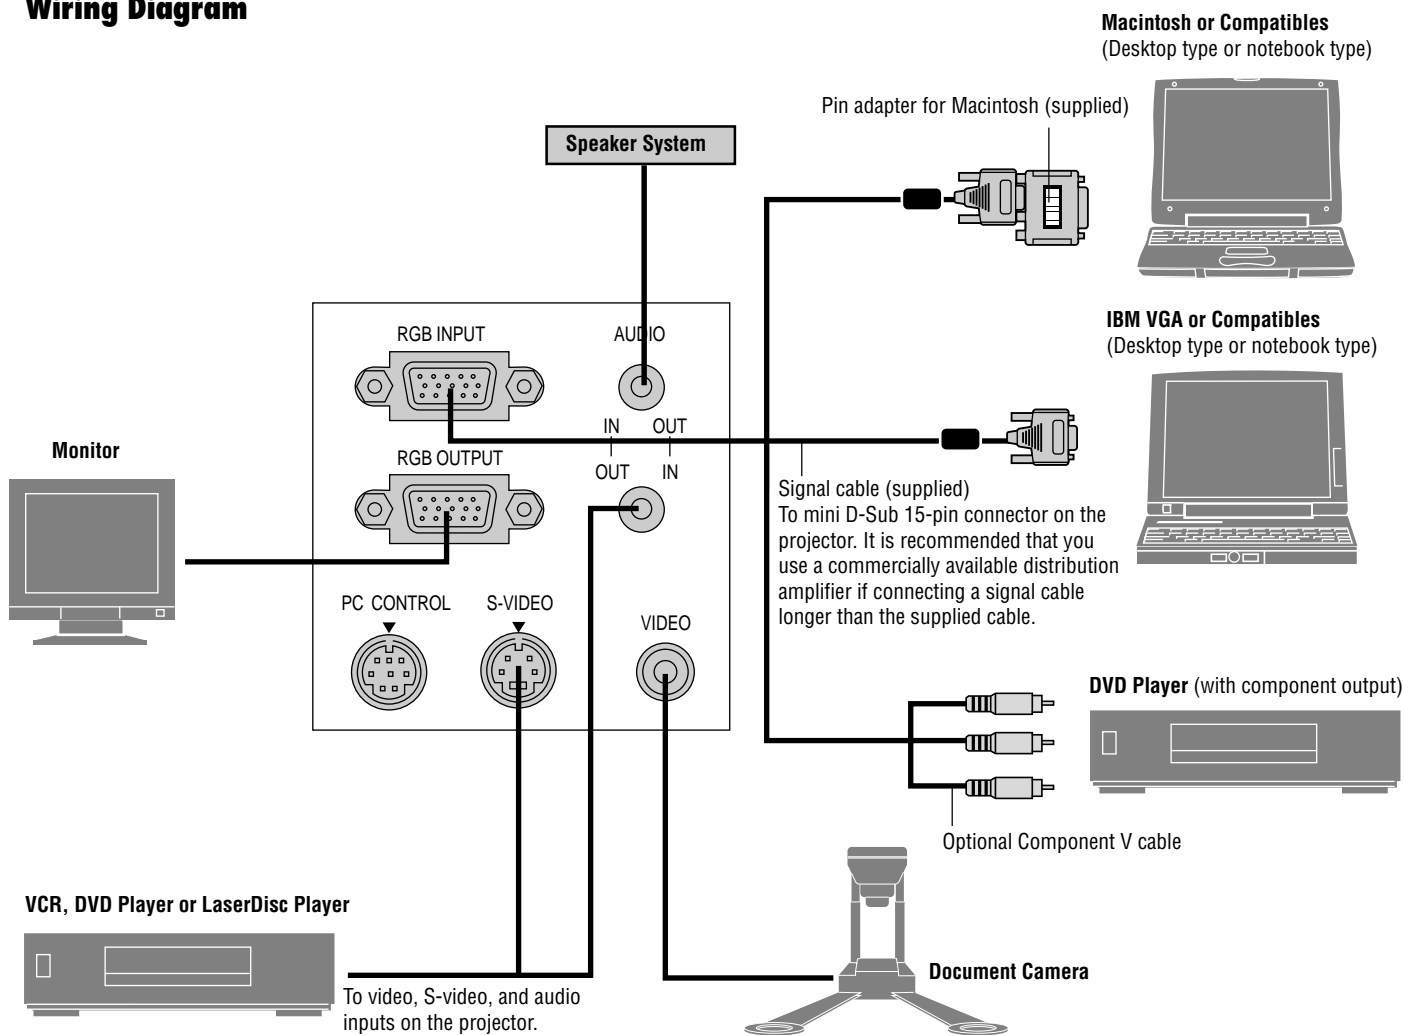 Wiring Diagram
Macintosh or Compatibles
(Desktop type or notebook type)
Pin adapter for Macintosh (supplied)
Speaker System
IBM VGA or Compatibles
(Desktop type or notebook type)
RGB INPUT
AUDIO
IN
OUT
Monitor
RGB OUTPUT
OUT
IN
Signal cable (supplied)
To mini D-Sub 15-pin connector on the
projector. It is recommended that you
use a commercially available distribution
amplifier if connecting a signal cable
longer than the supplied cable.
PC CONTROL
S-VIDEO
VIDEO
DVD Player (with component output)
Optional Component V cable
VCR, DVD Player or LaserDisc Player
Document Camera
To video, S-video, and audio
inputs on the projector.